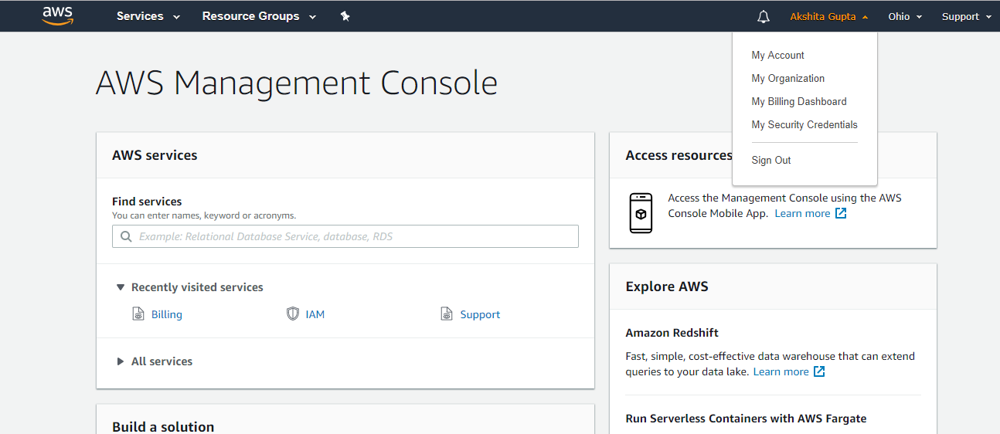 aws Services Resource Groups Akshita Gupta Ohio Support
My Account
My Organization
My Billing Dashboard
My Security Credentials
Sign Out
AWS Management Console
AWS services
Find services
You can enter names, keyword or acronyms.
Example: Relational Database Service, database, RDS
Recently visited services
Billing IAM Support
All services
Build a solution
Access resources
Access the Management Console using the AWS
Console Mobile App. Learn more
Explore AWS
Amazon Redshift
Fast, simple, cost-effective data warehouse that can extend
queries to your data lake. Learn more
Run Serverless Containers with AWS Fargate